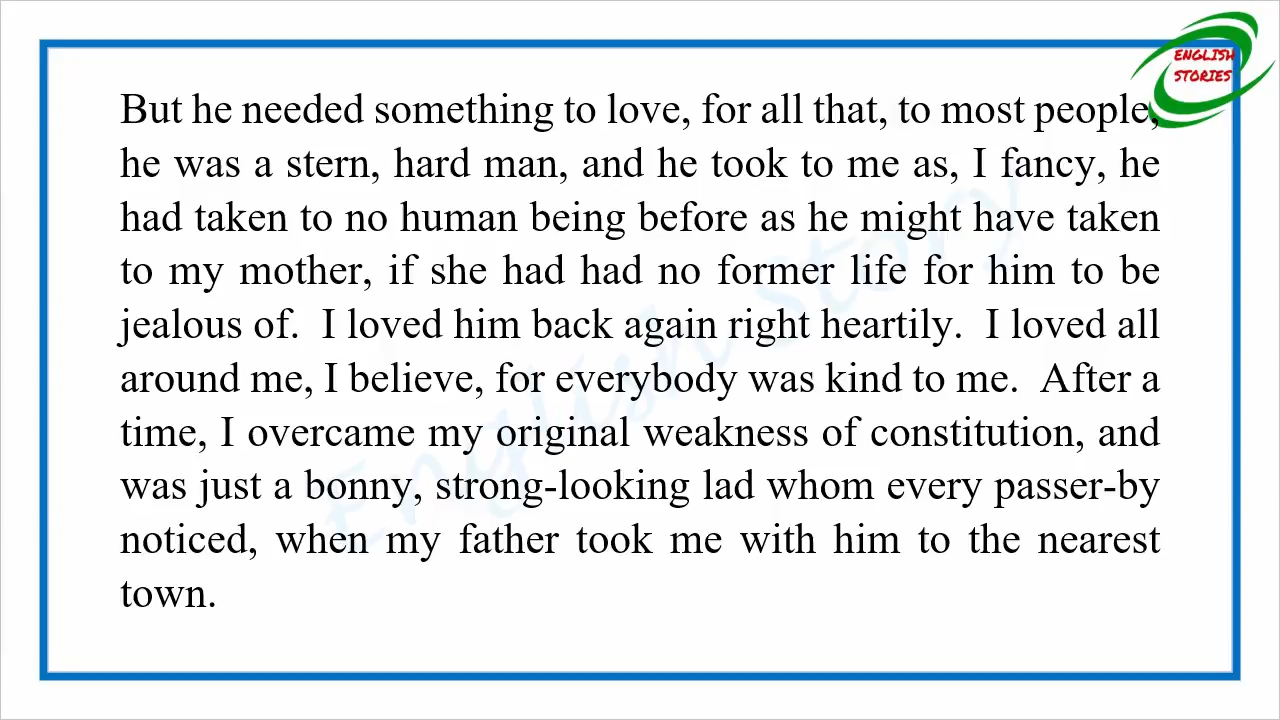 ENGLISH
STORIES
But he needed something to love, for all that, to most people,
he was a stern, hard man, and he took to me as, I fancy, he
had taken to no human being before as he might have taken
to my mother, if she had had no former life for him to be
jealous of.  I loved him back again right heartily.  I loved all
around me, I believe, for everybody was kind to me.  After a
time, I overcame my original weakness of constitution, and
was just a bonny, strong-looking lad whom every passer-by
noticed, when my father took me with him to the nearest
town.
English Story